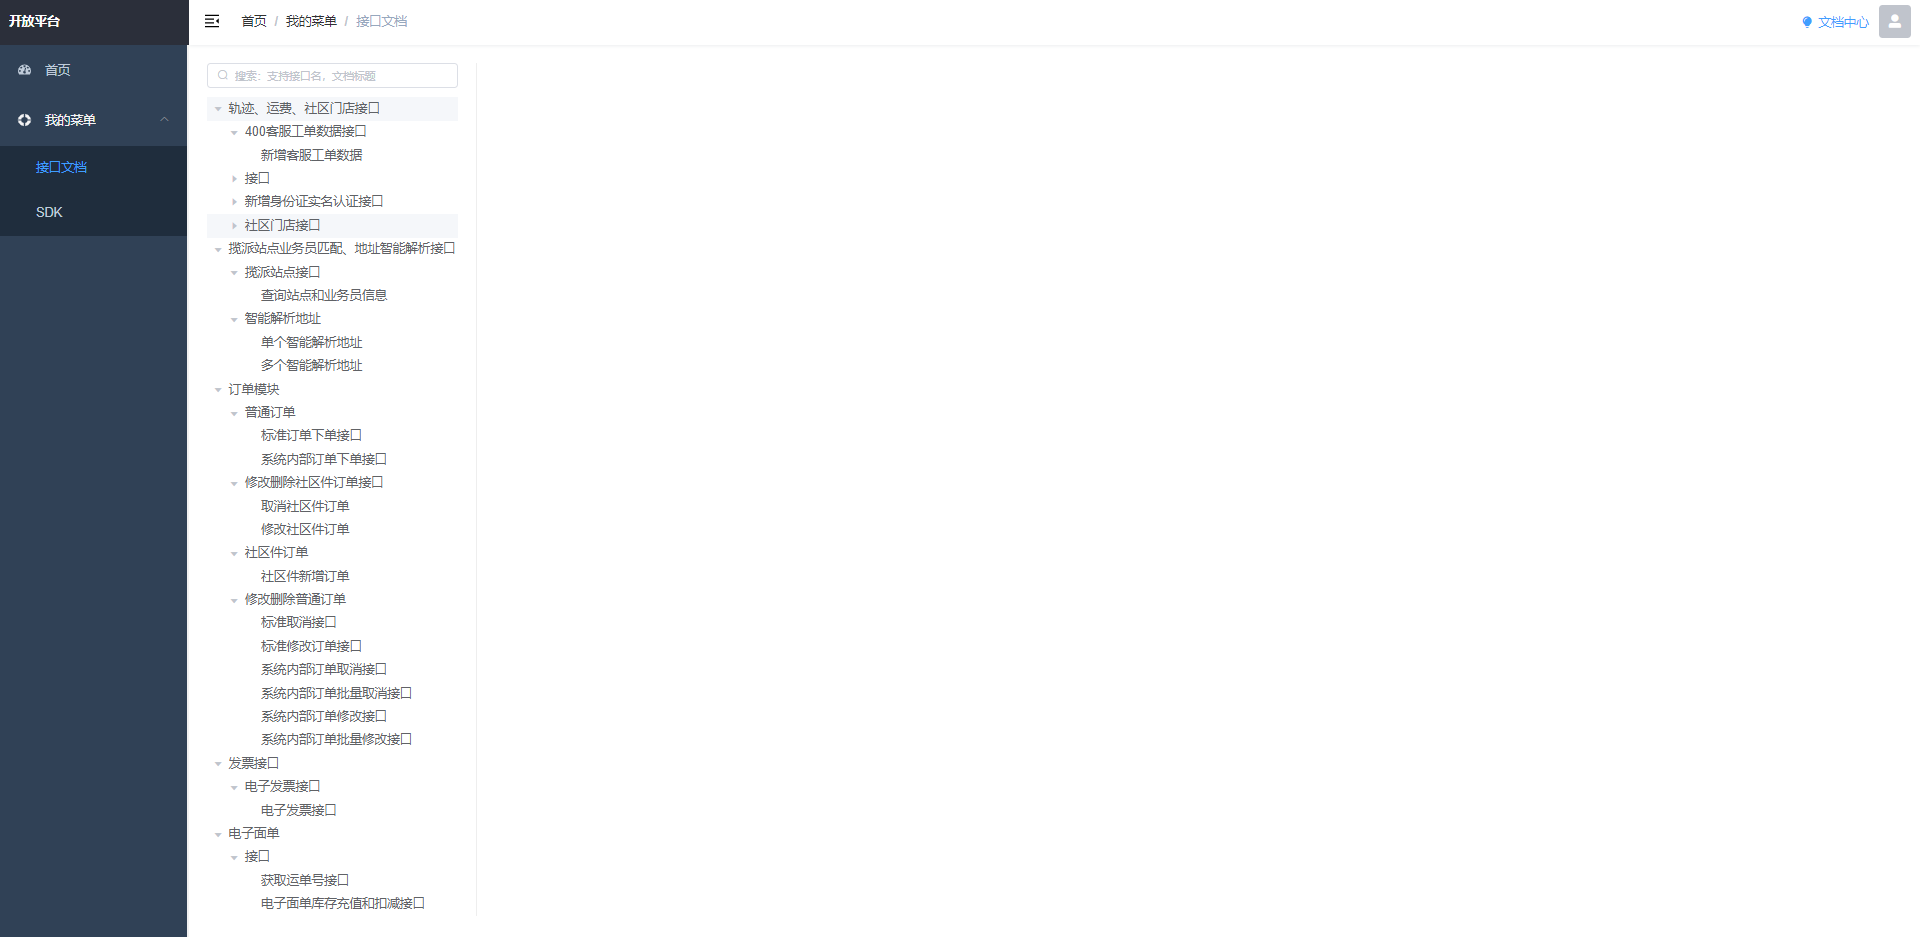 开放平台
首页 / 我的菜单 / 接口文档
文档中心
首页
我的菜单
接口文档
SDK
搜索：支持接口名，文档标题
轨迹、运费、社区门店接口
400客服工单数据接口
新增客服工单数据
接口
新增身份证实名认证接口
社区门店接口
揽派站点业务员匹配、地址智能解析接口
揽派站点接口
查询站点和业务员信息
智能解析地址
单个智能解析地址
多个智能解析地址
订单模块
普通订单
标准订单下单接口
系统内部订单下单接口
修改删除社区件订单接口
取消社区件订单
修改社区件订单
社区件订单
社区件新增订单
修改删除普通订单
标准取消接口
标准修改订单接口
系统内部订单取消接口
系统内部订单批量取消接口
系统内部订单修改接口
系统内部订单批量修改接口
发票接口
电子发票接口
电子发票接口
电子面单
接口
获取运单号接口
电子面单库存充值和扣减接口